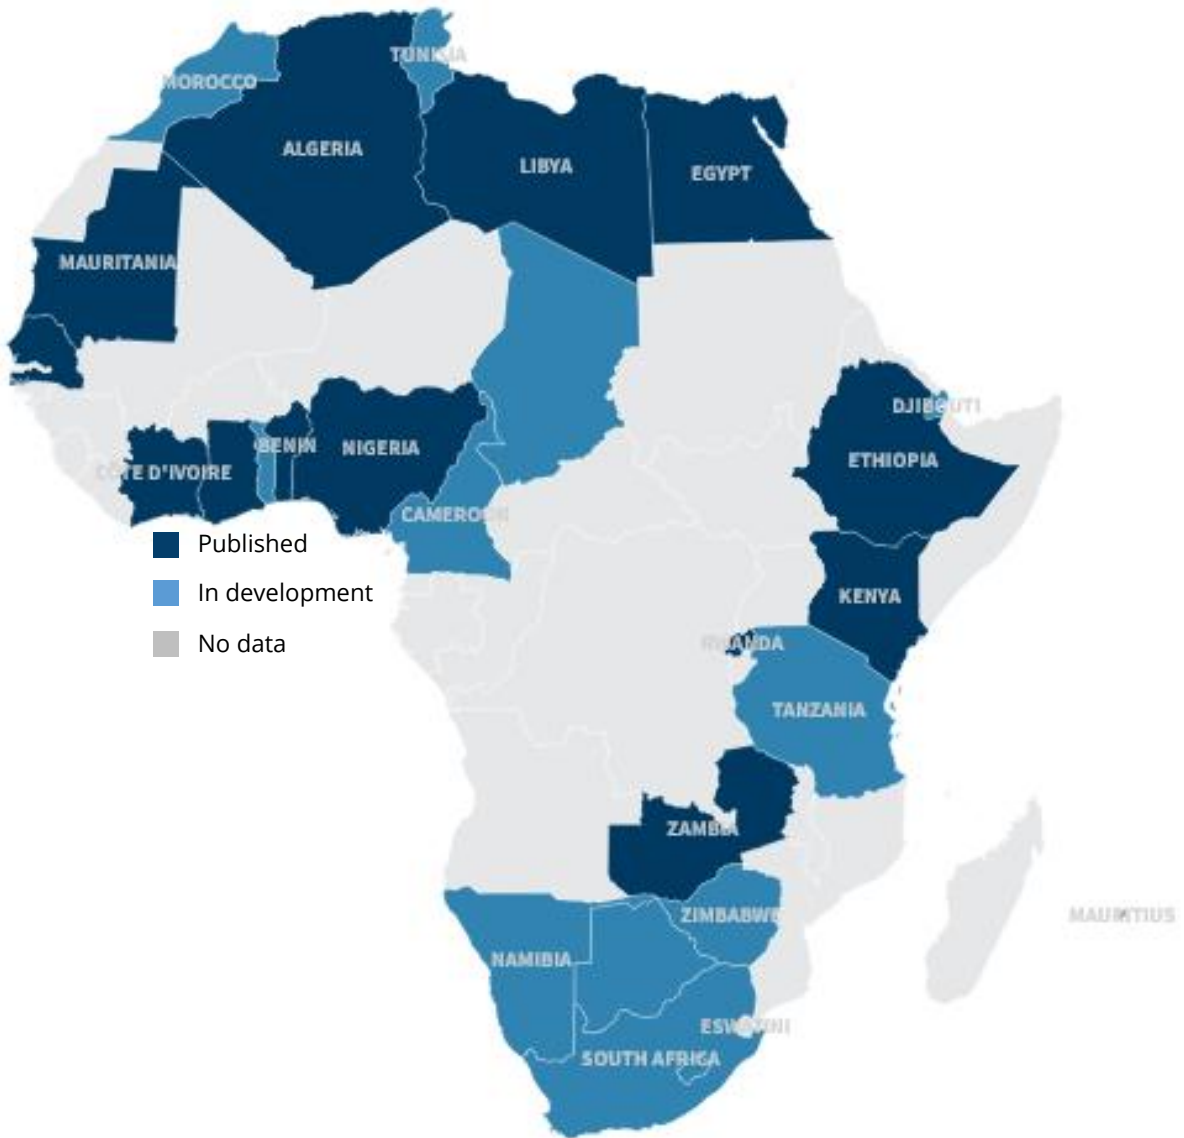 TUNISIA
MOROCCO
ALGERIA
LIBYA
EGYPT
MAURITANIA
DJIBOUTI
BENIN
NIGERIA
ETHIOPIA
COTE D'IVOIRE
CAMEROON
Published
In development
KENYA
No data
RWANDA
TANZANIA
ZAMBIA
ZIMBABWE
MAURITIUS
NAMIBIA
ESWATINI
SOUTH AFRICA